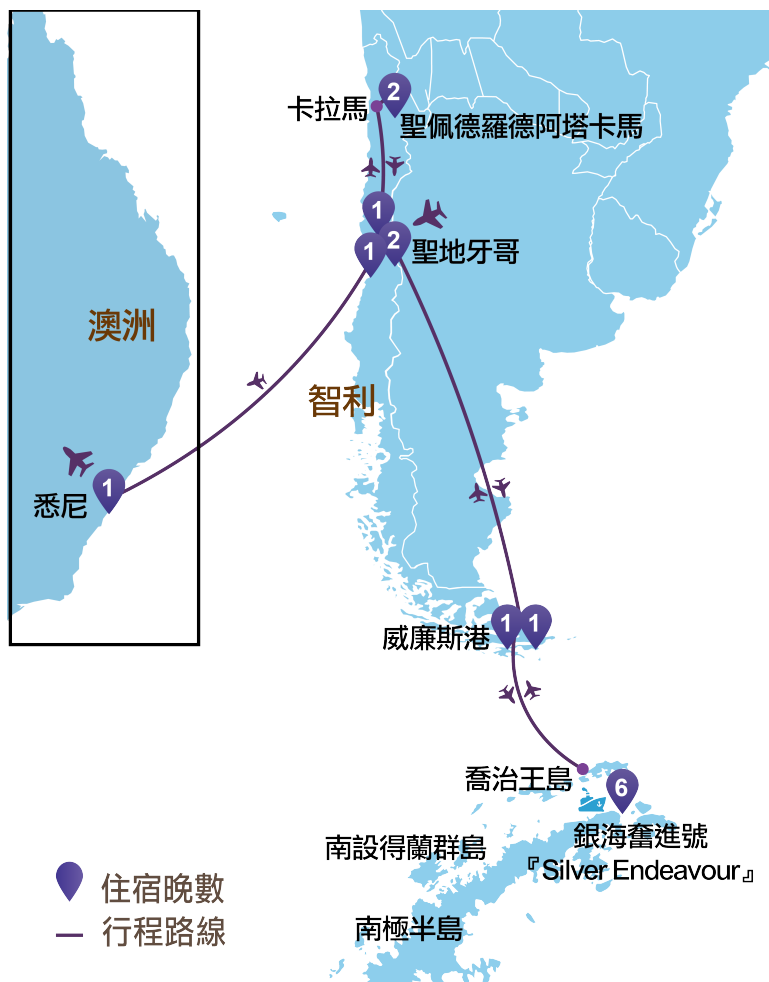 卡拉馬
2
聖佩德羅德阿塔卡馬
1
1
2
聖地牙哥
澳洲
智利
1
悉尼
威廉斯港
1
1
喬治王島
6
銀海奮進號
『Silver Endeavour』
南設得蘭群島
南極半島
住宿晚數
行程路線